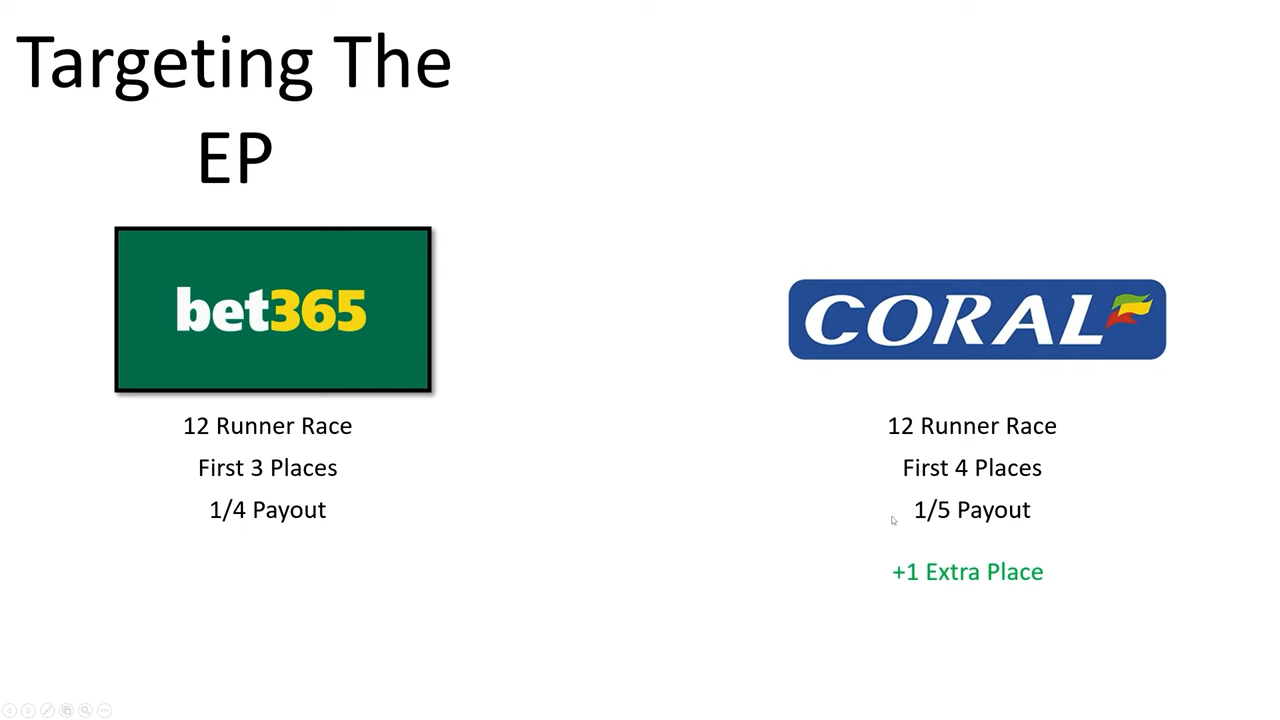 Targeting The
EP
bet365
12 Runner Race
First 3 Places
1/4 Payout
CORAL
12 Runner Race
First 4 Places
1/5 Payout
+1 Extra Place